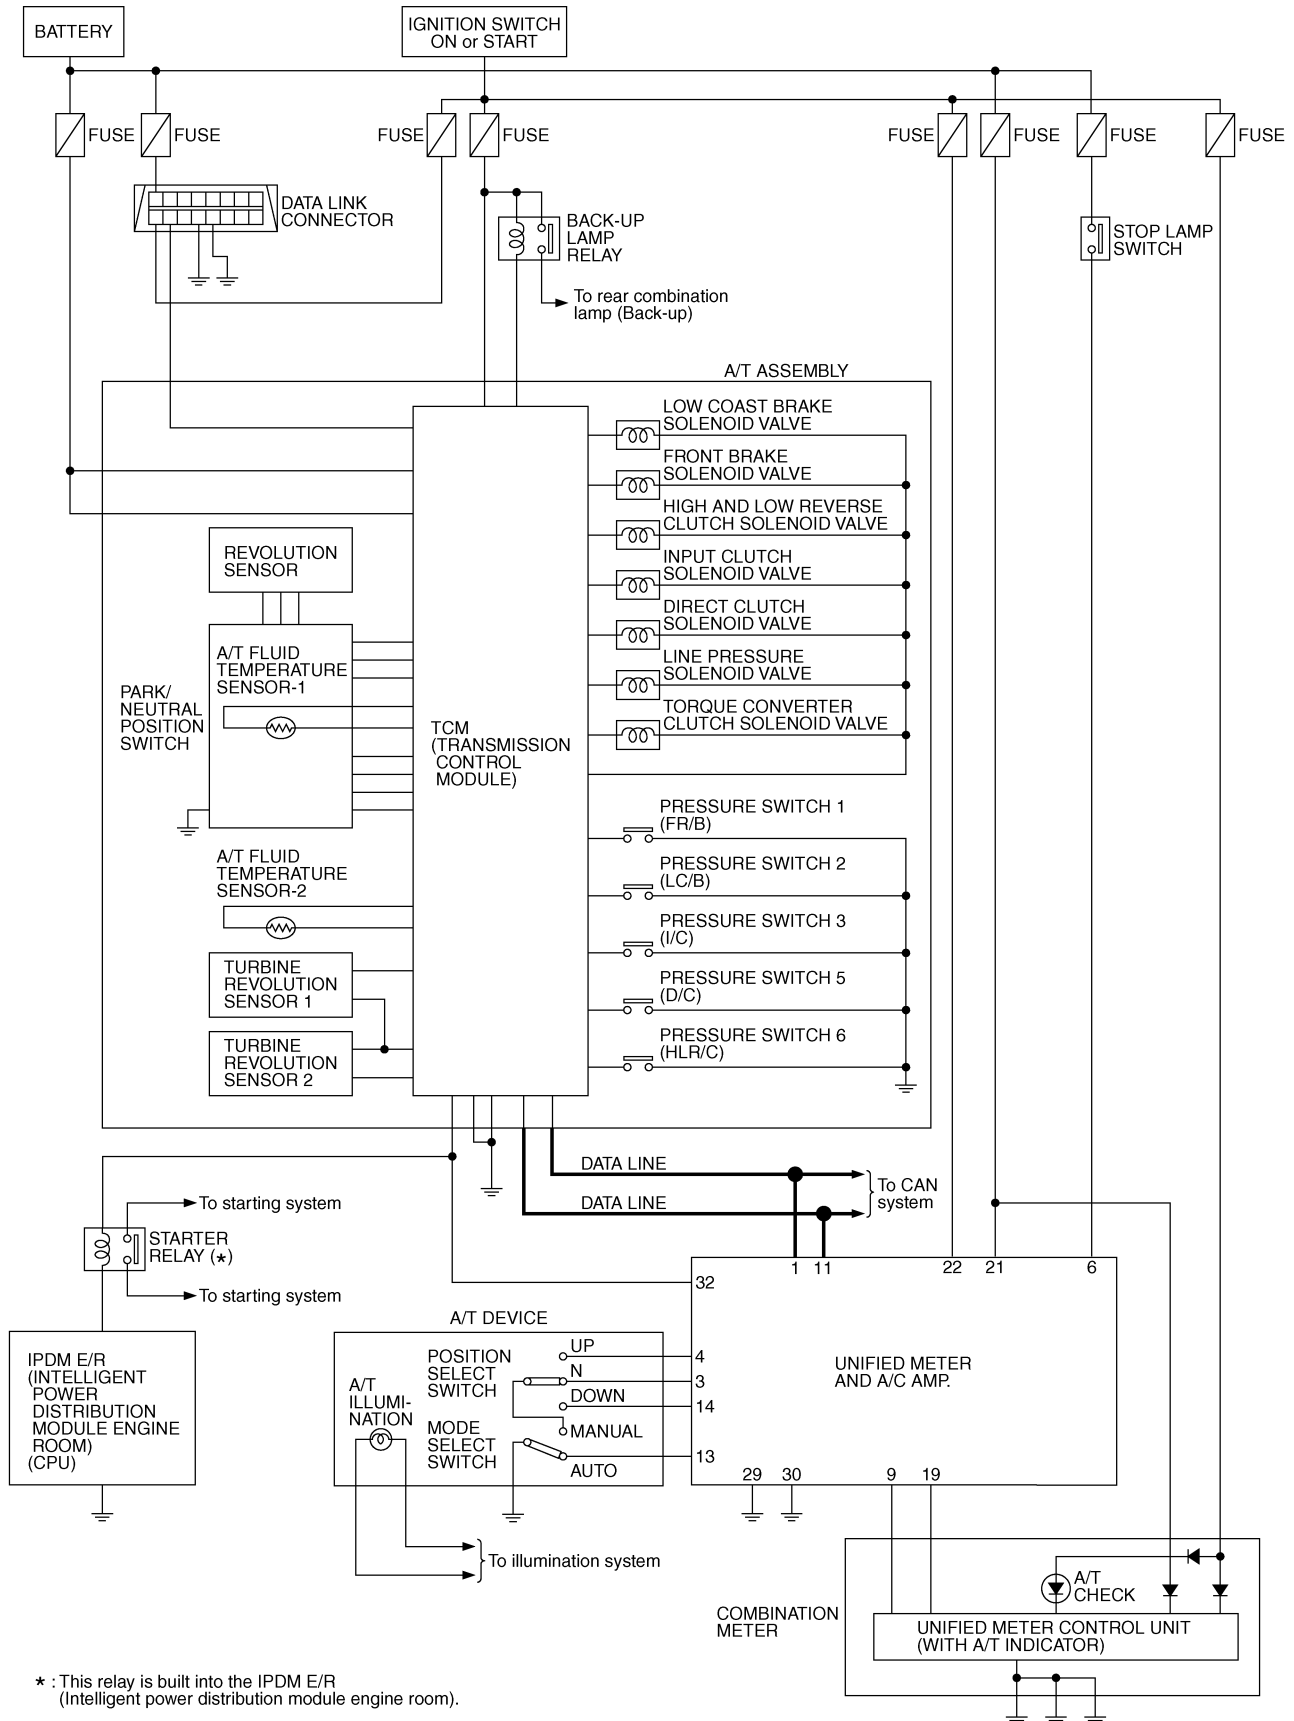 BATTERY
IGNITION SWITCH
ON or START
FUSE
FUSE
FUSE
FUSE
FUSE
FUSE
FUSE
FUSE
DATA LINK
CONNECTOR
BACK-UP
LAMP
RELAY
STOP LAMP
SWITCH
To rear combination
lamp (Back-up)
A/T ASSEMBLY
LOW COAST BRAKE
SOLENOID VALVE
FRONT BRAKE
SOLENOID VALVE
HIGH AND LOW REVERSE
CLUTCH SOLENOID VALVE
INPUT CLUTCH
SOLENOID VALVE
DIRECT CLUTCH
SOLENOID VALVE
LINE PRESSURE
SOLENOID VALVE
TORQUE CONVERTER
CLUTCH SOLENOID VALVE
REVOLUTION
SENSOR
A/T FLUID
TEMPERATURE
SENSOR-1
PARK/
NEUTRAL
POSITION
SWITCH
TCM
(TRANSMISSION
CONTROL
MODULE)
PRESSURE SWITCH 1
(FR/B)
PRESSURE SWITCH 2
(LC/B)
PRESSURE SWITCH 3
(I/C)
PRESSURE SWITCH 5
(D/C)
PRESSURE SWITCH 6
(HLR/C)
A/T FLUID
TEMPERATURE
SENSOR-2
TURBINE
REVOLUTION
SENSOR 1
TURBINE
REVOLUTION
SENSOR 2
DATA LINE
DATA LINE
To CAN
system
To starting system
STARTER
RELAY (*)
To starting system
1 11 22 21 6
32
A/T DEVICE
IPDM E/R
(INTELLIGENT
POWER
DISTRIBUTION
MODULE ENGINE
ROOM)
(CPU)
A/T
ILLUMI-
NATION
POSITION
SELECT
SWITCH
MODE
SELECT
SWITCH
UP
N
DOWN
MANUAL
AUTO
4
3
14
13
UNIFIED METER
AND A/C AMP.
29 30 9 19
To illumination system
A/T
CHECK
COMBINATION
METER
UNIFIED METER CONTROL UNIT
(WITH A/T INDICATOR)
* : This relay is built into the IPDM E/R
(Intelligent power distribution module engine room).